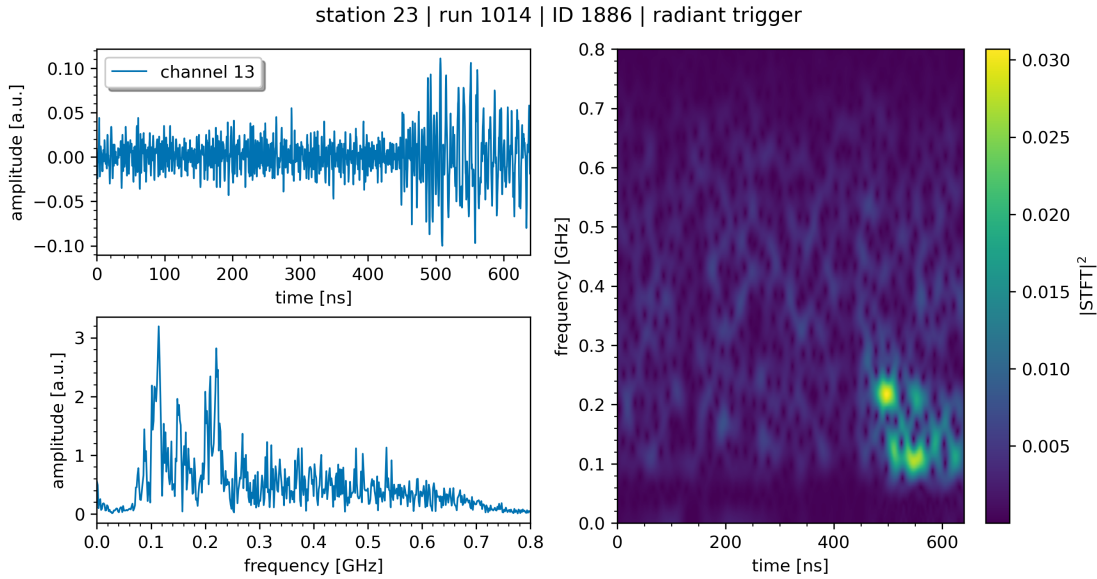 station 23 | run 1014 | ID 1886 | radiant trigger
channel 13
amplitude [a.u.]
0.10
0.05
0.00
−0.05
−0.10
0 100 200 300 400 500 600
time [ns]
amplitude [a.u.]
3
2
1
0
0.0 0.1 0.2 0.3 0.4 0.5 0.6 0.7 0.8
frequency [GHz]
frequency [GHz]
0.8
0.7
0.6
0.5
0.4
0.3
0.2
0.1
0.0
0 200 400 600
time [ns]
0.030
0.025
0.020
0.015
0.010
0.005
|STFT|²